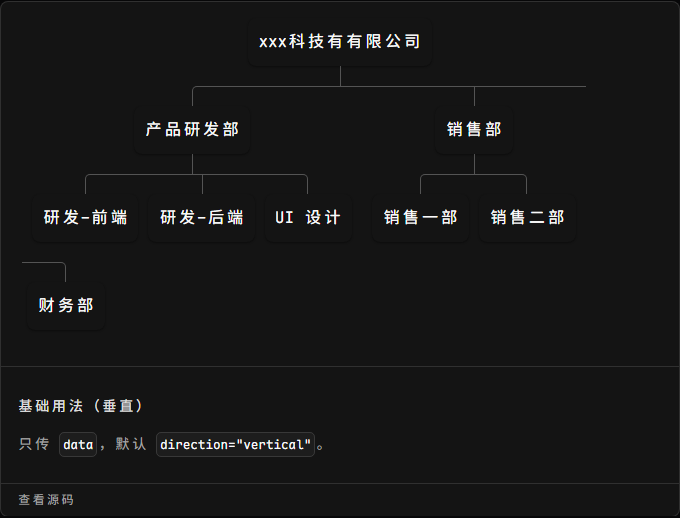 xxx科技有有限公司
产品研发部 销售部
研发-前端 研发-后端 UI 设计 销售一部 销售二部
财务部
基础用法（垂直）
只传 data，默认 direction="vertical"。
查看源码